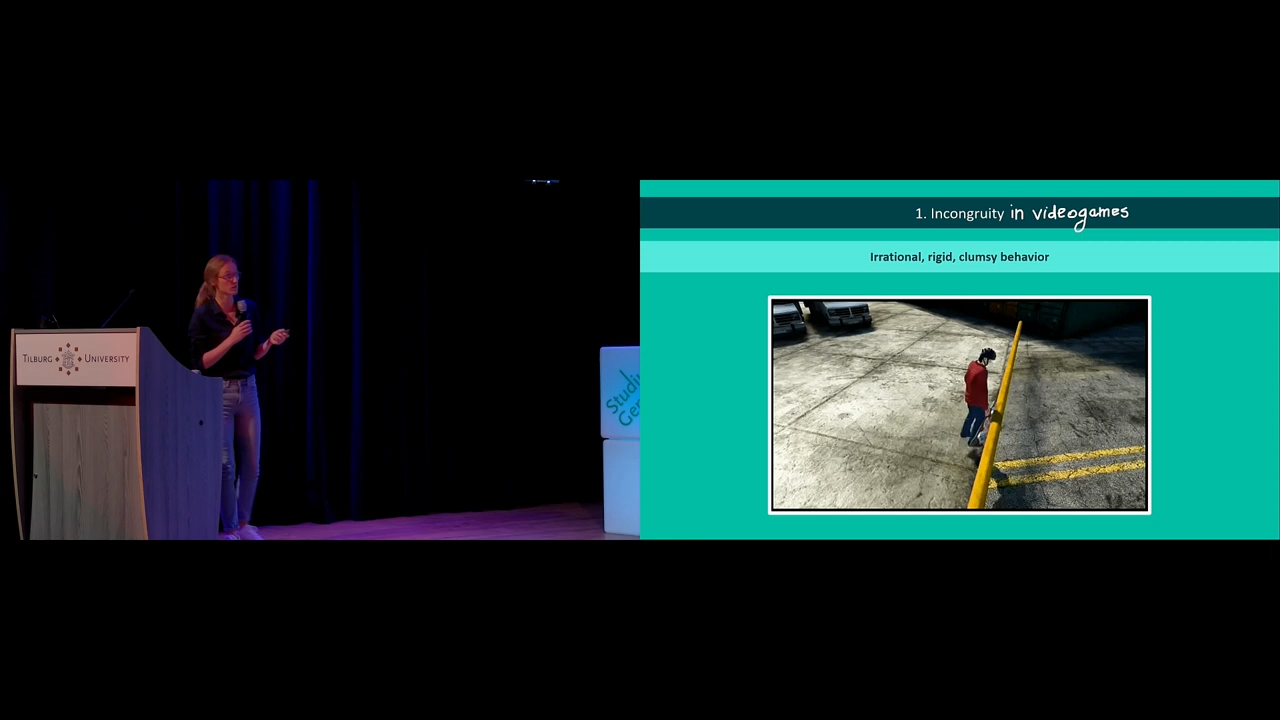 TILBURG UNIVERSITY
1. Incongruity in videogames
Irrational, rigid, clumsy behavior